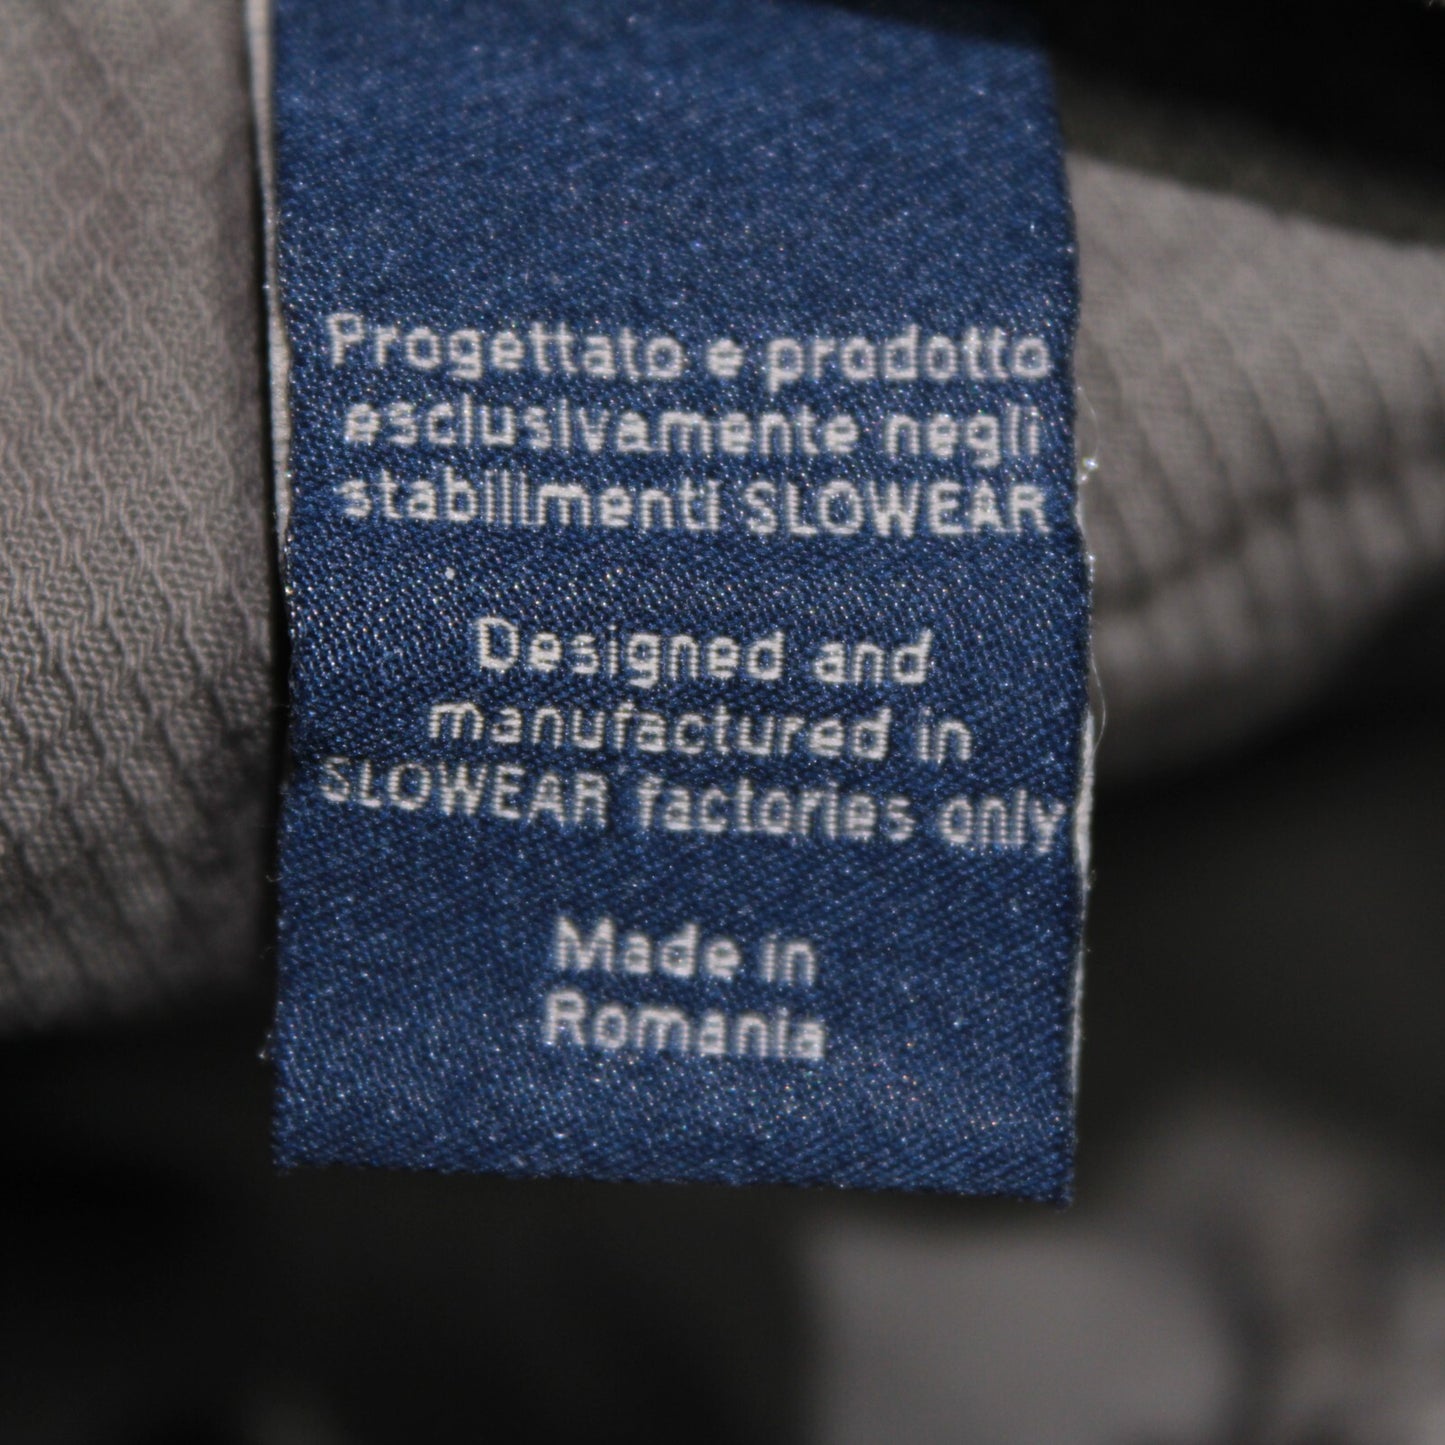 Progettato e prodotto
esclusivamente negli
stabilimenti SLOWEAR
Designed and
manufactured in
SLOWEAR factories only
Made in
Romania